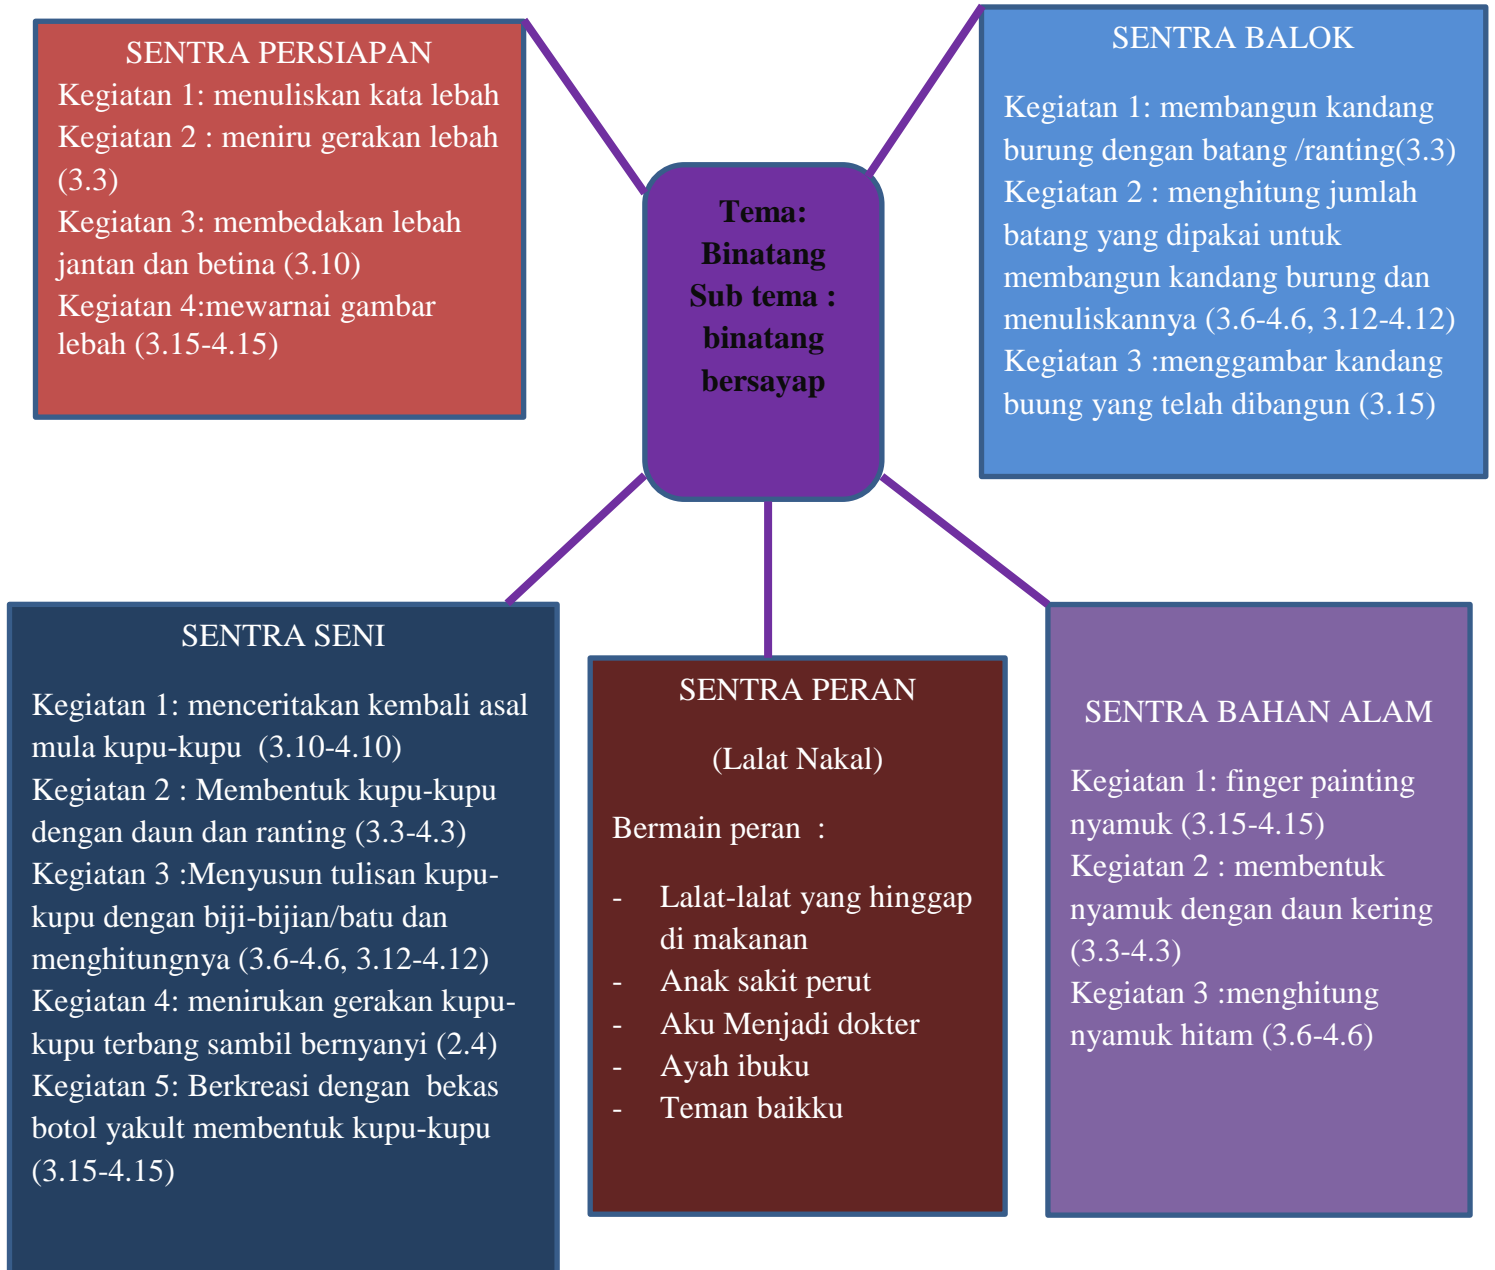 SENTRA PERSIAPAN
Kegiatan 1: menuliskan kata lebah
Kegiatan 2 : meniru gerakan lebah
(3.3)
Kegiatan 3: membedakan lebah
jantan dan betina (3.10)
Kegiatan 4:mewarnai gambar
lebah (3.15-4.15)
Tema:
Binatang
Sub tema :
binatang
bersayap
SENTRA BALOK
Kegiatan 1: membangun kandang
burung dengan batang /ranting(3.3)
Kegiatan 2 : menghitung jumlah
batang yang dipakai untuk
membangun kandang burung dan
menuliskannya (3.6-4.6, 3.12-4.12)
Kegiatan 3 :menggambar kandang
buung yang telah dibangun (3.15)
SENTRA SENI
Kegiatan 1: menceritakan kembali asal
mula kupu-kupu  (3.10-4.10)
Kegiatan 2 : Membentuk kupu-kupu
dengan daun dan ranting (3.3-4.3)
Kegiatan 3 :Menyusun tulisan kupu-
kupu dengan biji-bijian/batu dan
menghitungnya (3.6-4.6, 3.12-4.12)
Kegiatan 4: menirukan gerakan kupu-
kupu terbang sambil bernyanyi (2.4)
Kegiatan 5: Berkreasi dengan  bekas
botol yakult membentuk kupu-kupu
(3.15-4.15)
SENTRA PERAN
(Lalat Nakal)
Bermain peran  :
- Lalat-lalat yang hinggap
di makanan
- Anak sakit perut
- Aku Menjadi dokter
- Ayah ibuku
- Teman baikku
SENTRA BAHAN ALAM
Kegiatan 1: finger painting
nyamuk (3.15-4.15)
Kegiatan 2 : membentuk
nyamuk dengan daun kering
(3.3-4.3)
Kegiatan 3 :menghitung
nyamuk hitam (3.6-4.6)